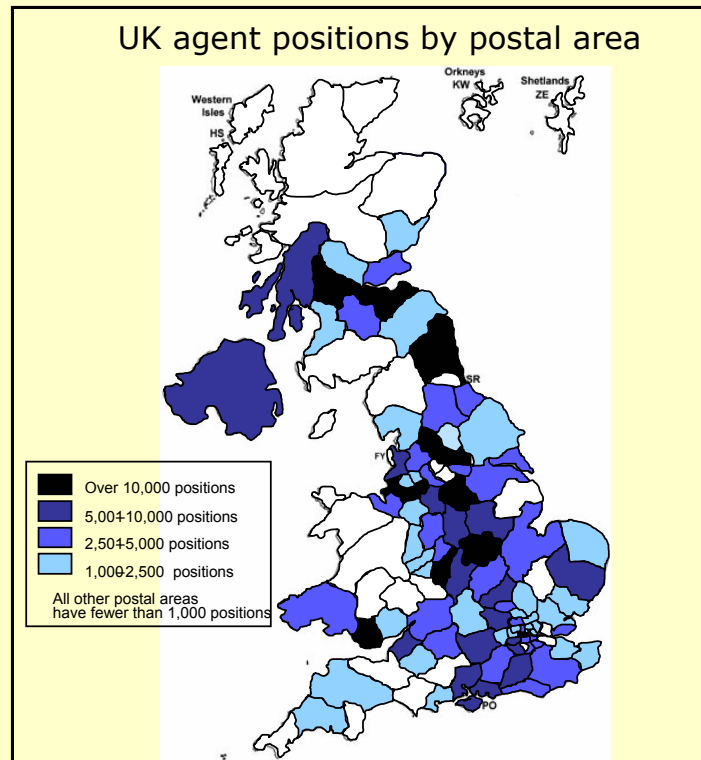 UK agent positions by postal area
Orkneys
KW
Shetlands
ZE
Western
Isles
HS
SR
FY
Over 10,000 positions
5,001-10,000 positions
2,501-5,000 positions
1,000-2,500 positions
All other postal areas
have fewer than 1,000 positions
PO